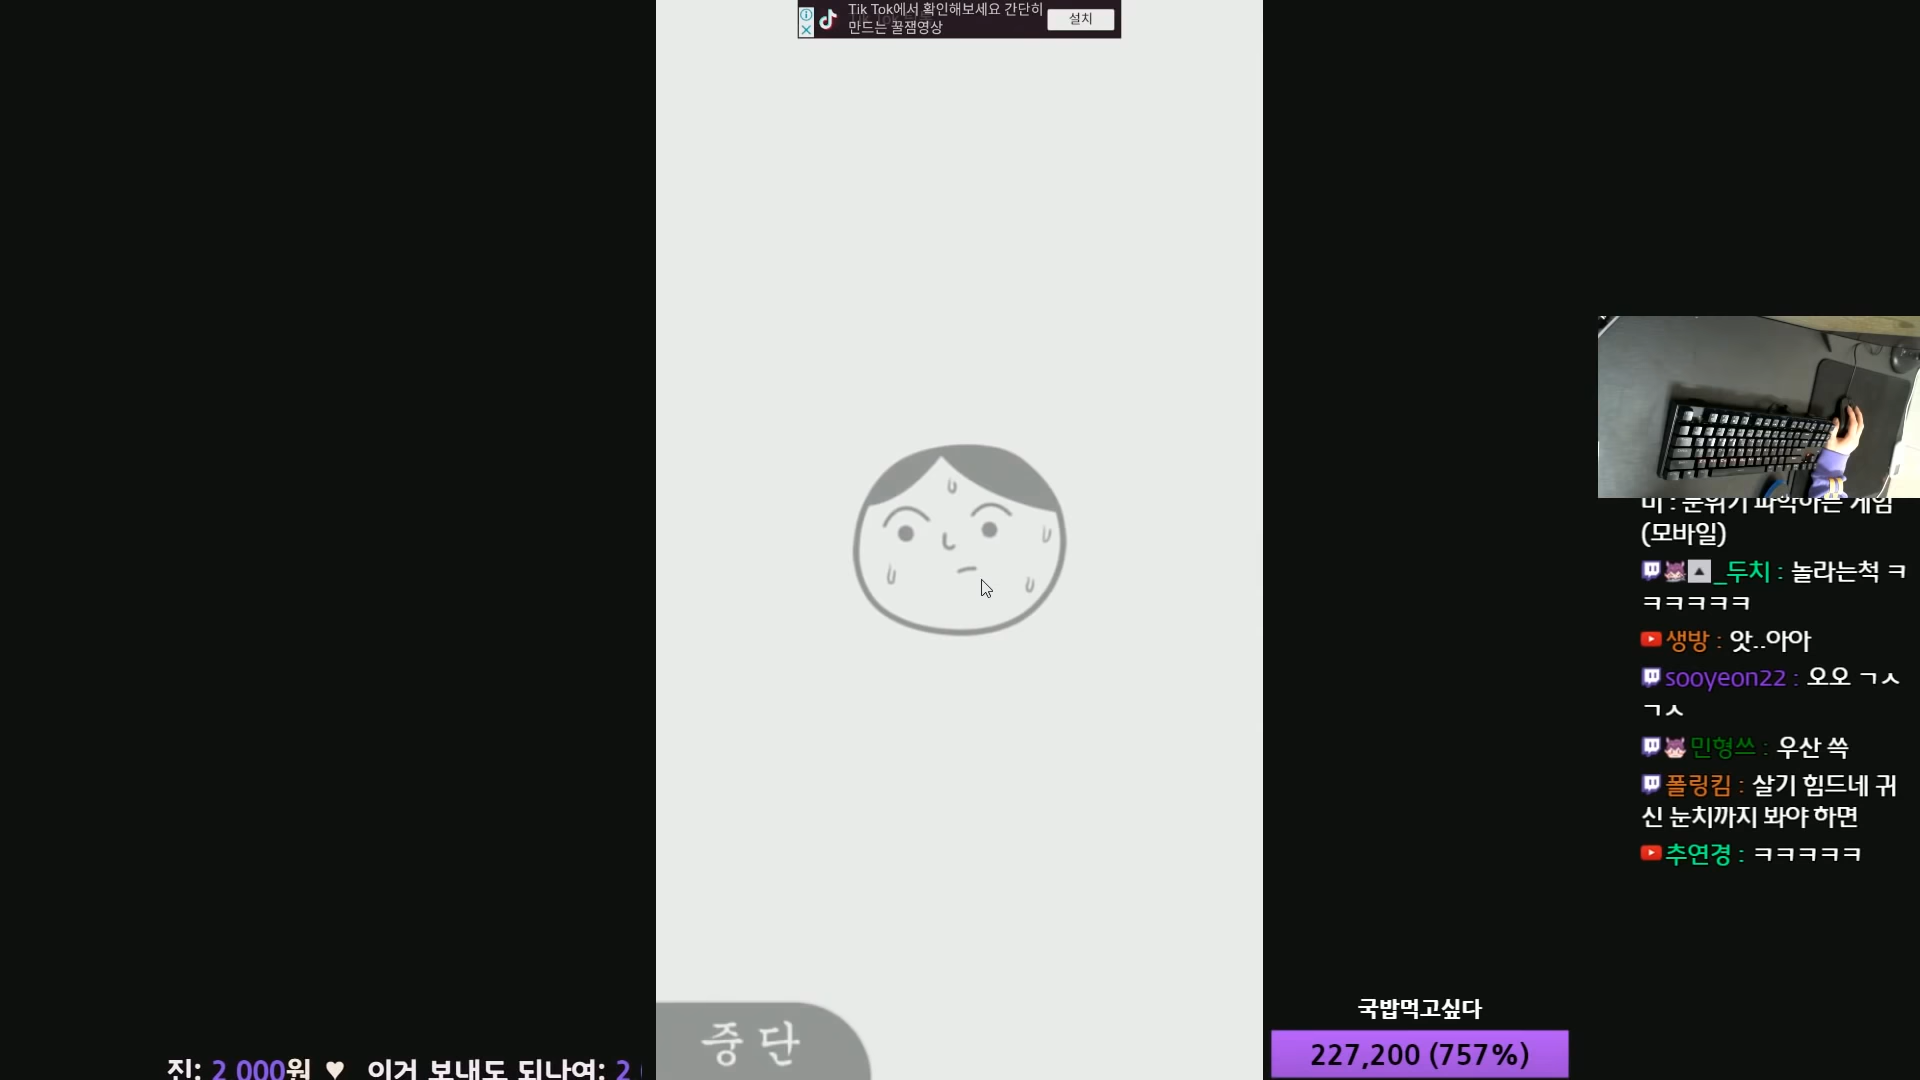 Tik Tok에서 확인해보세요 간단히
만드는 꿀잼영상
설치
(모바일)
_두치 : 놀라는척 ㅋ
ㅋㅋㅋㅋㅋ
생방 : 앗..아아
sooyeon22 : 오오 ㄱㅅ
ㄱㅅ
민형쓰 : 우산 쓱
폴링킴 : 살기 힘드네 귀
신 눈치까지 봐야 하면
추연경 : ㅋㅋㅋㅋㅋ
국밥먹고싶다
227,200 (757%)
중단
진: 2,000원 ♥ 이거 보내도 되나여: 2